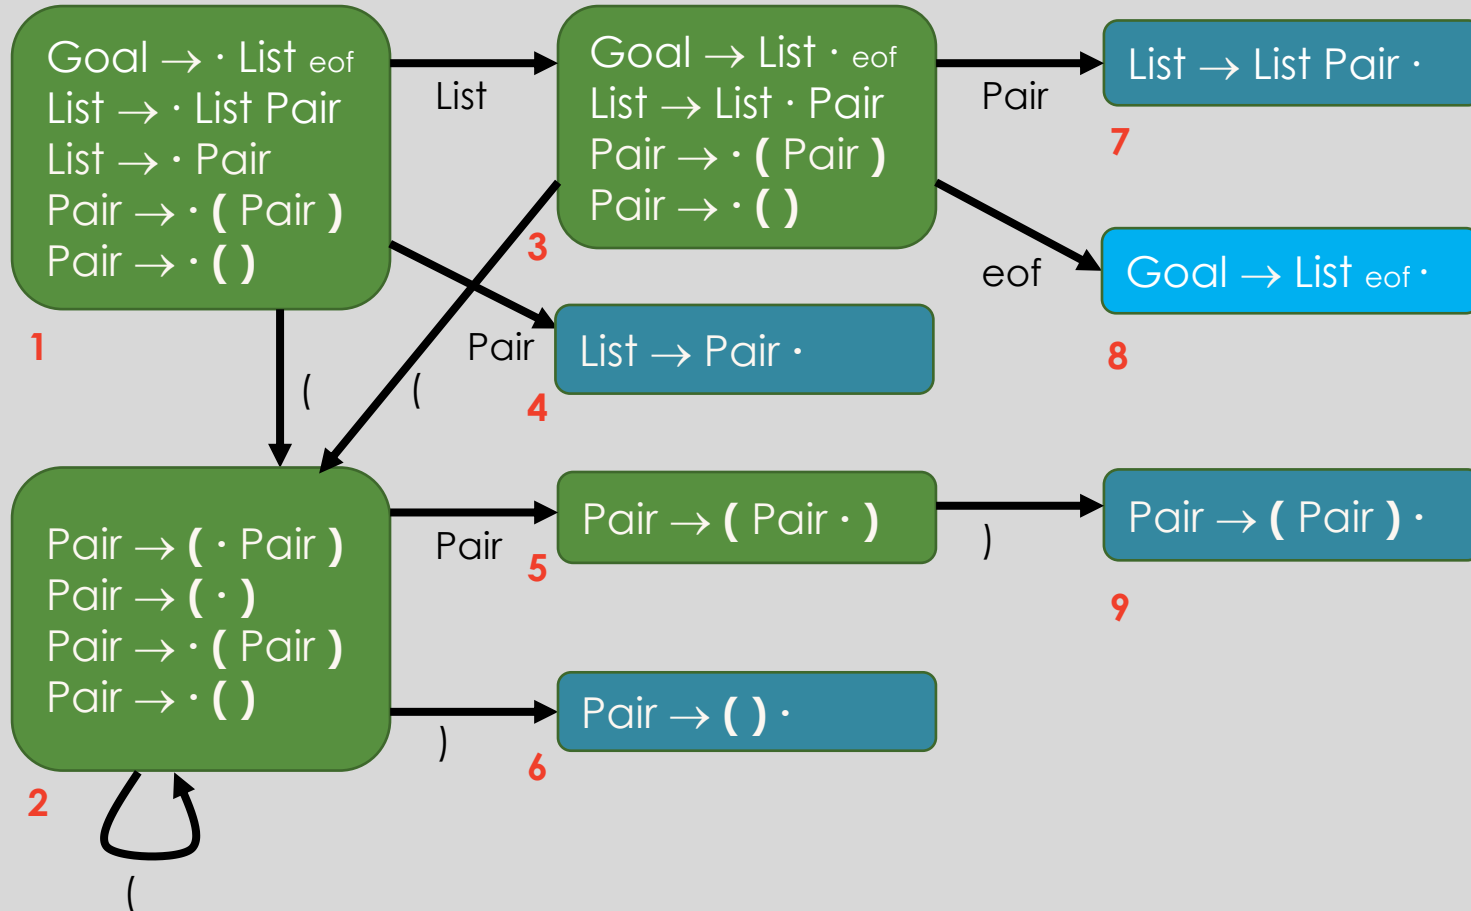 Goal → · List eof
List → · List Pair
List → · Pair
Pair → · ( Pair )
Pair → · ( )
1
List
Goal → List · eof
List → List · Pair
Pair → · ( Pair )
Pair → · ( )
3
Pair
List → List Pair ·
7
eof
Goal → List eof ·
8
Pair
List → Pair ·
4
(
(
Pair → ( · Pair )
Pair → ( · )
Pair → · ( Pair )
Pair → · ( )
2
Pair
Pair → ( Pair · )
5
)
Pair → ( Pair ) ·
9
)
Pair → ( ) ·
6
(